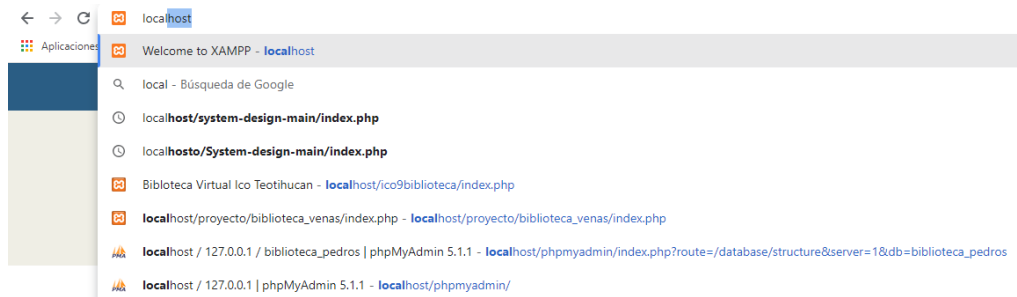 localhost
Aplicaciones
Welcome to XAMPP - localhost
local - Búsqueda de Google
localhost/system-design-main/index.php
localhosto/System-design-main/index.php
Bibloteca Virtual Ico Teotihucan - localhost/ico9biblioteca/index.php
localhost/proyecto/biblioteca_venas/index.php - localhost/proyecto/biblioteca_venas/index.php
localhost / 127.0.0.1 / biblioteca_pedros | phpMyAdmin 5.1.1 - localhost/phpmyadmin/index.php?route=/database/structure&server=1&db=biblioteca_pedros
localhost / 127.0.0.1 | phpMyAdmin 5.1.1 - localhost/phpmyadmin/